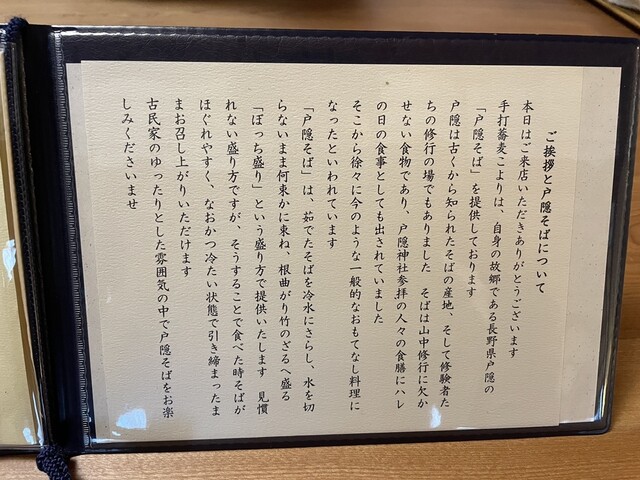 ご挨拶と戸隠そばについて
本日はご来店いただきありがとうございます
手打蕎麦こよりは、自身の故郷である長野県戸隠の
「戸隠そば」を提供しております
戸隠は古くから知られたそばの産地、そして修験者た
ちの修行の場でもありました　そばは山中修行に欠か
せない食物であり、戸隠神社参拝の人々の食膳にハレ
の日の食事としても出されていました
そこから徐々に今のような一般的なおもてなし料理に
なったといわれています
「戸隠そば」は、茹でたそばを冷水にさらし、水を切
らないまま何束かに束ね、根曲がり竹のざるへ盛る
「ぼっち盛り」という盛り方で提供いたします　見慣
れない盛り方ですが、そうすることで食べた時そばが
ほぐれやすく、なおかつ冷たい状態で引き締まったま
まお召し上がりいただけます
古民家のゆったりとした雰囲気の中で戸隠そばをお楽
しみくださいませ